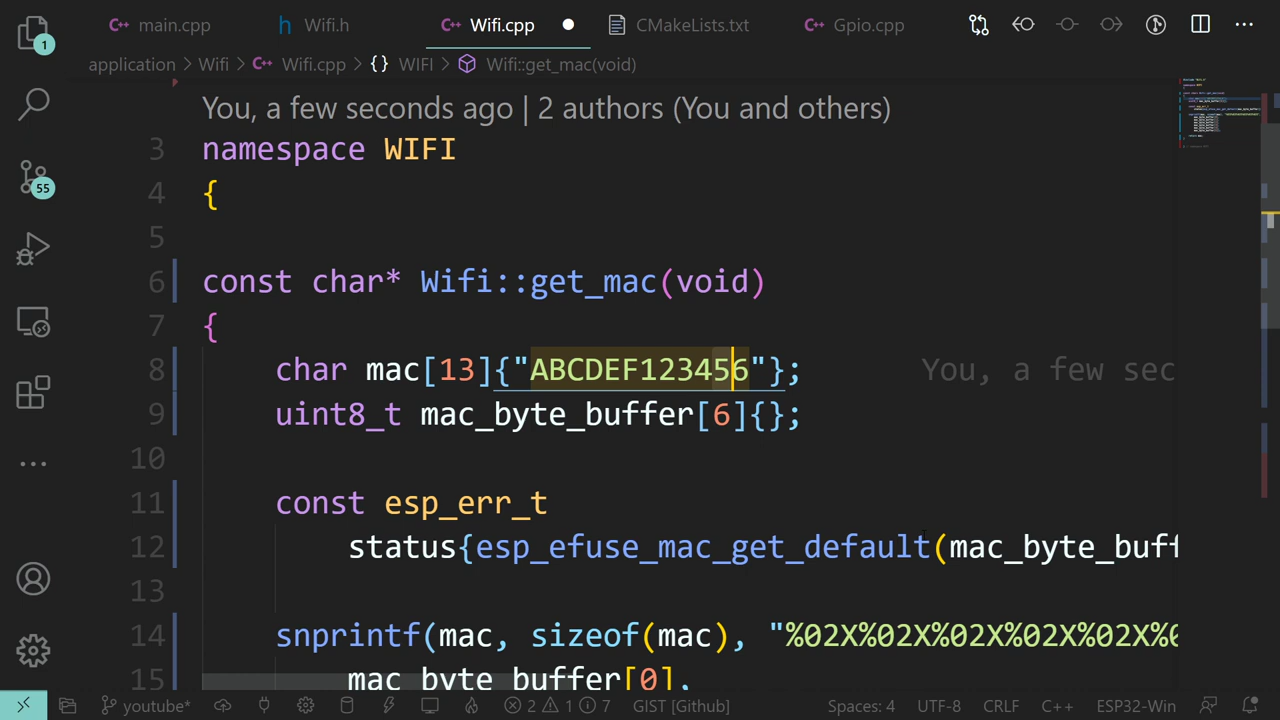 main.cpp Wifi.h Wifi.cpp CMakeLists.txt Gpio.cpp
application > Wifi > Wifi.cpp > {} WIFI > Wifi::get_mac(void)
You, a few seconds ago | 2 authors (You and others)
3 namespace WIFI
4 {
5
6 const char* Wifi::get_mac(void)
7 {
8 char mac[13]{"ABCDEF123456"}; You, a few sec
9 uint8_t mac_byte_buffer[6]{};
10
11 const esp_err_t
12 status{esp_efuse_mac_get_default(mac_byte_buff
13
14 snprintf(mac, sizeof(mac), "%02X%02X%02X%02X%02X%0
15 mac_byte_buffer[0],
1
55
youtube* 2 1 7 GIST [Github] Spaces: 4 UTF-8 CRLF C++ ESP32-Win